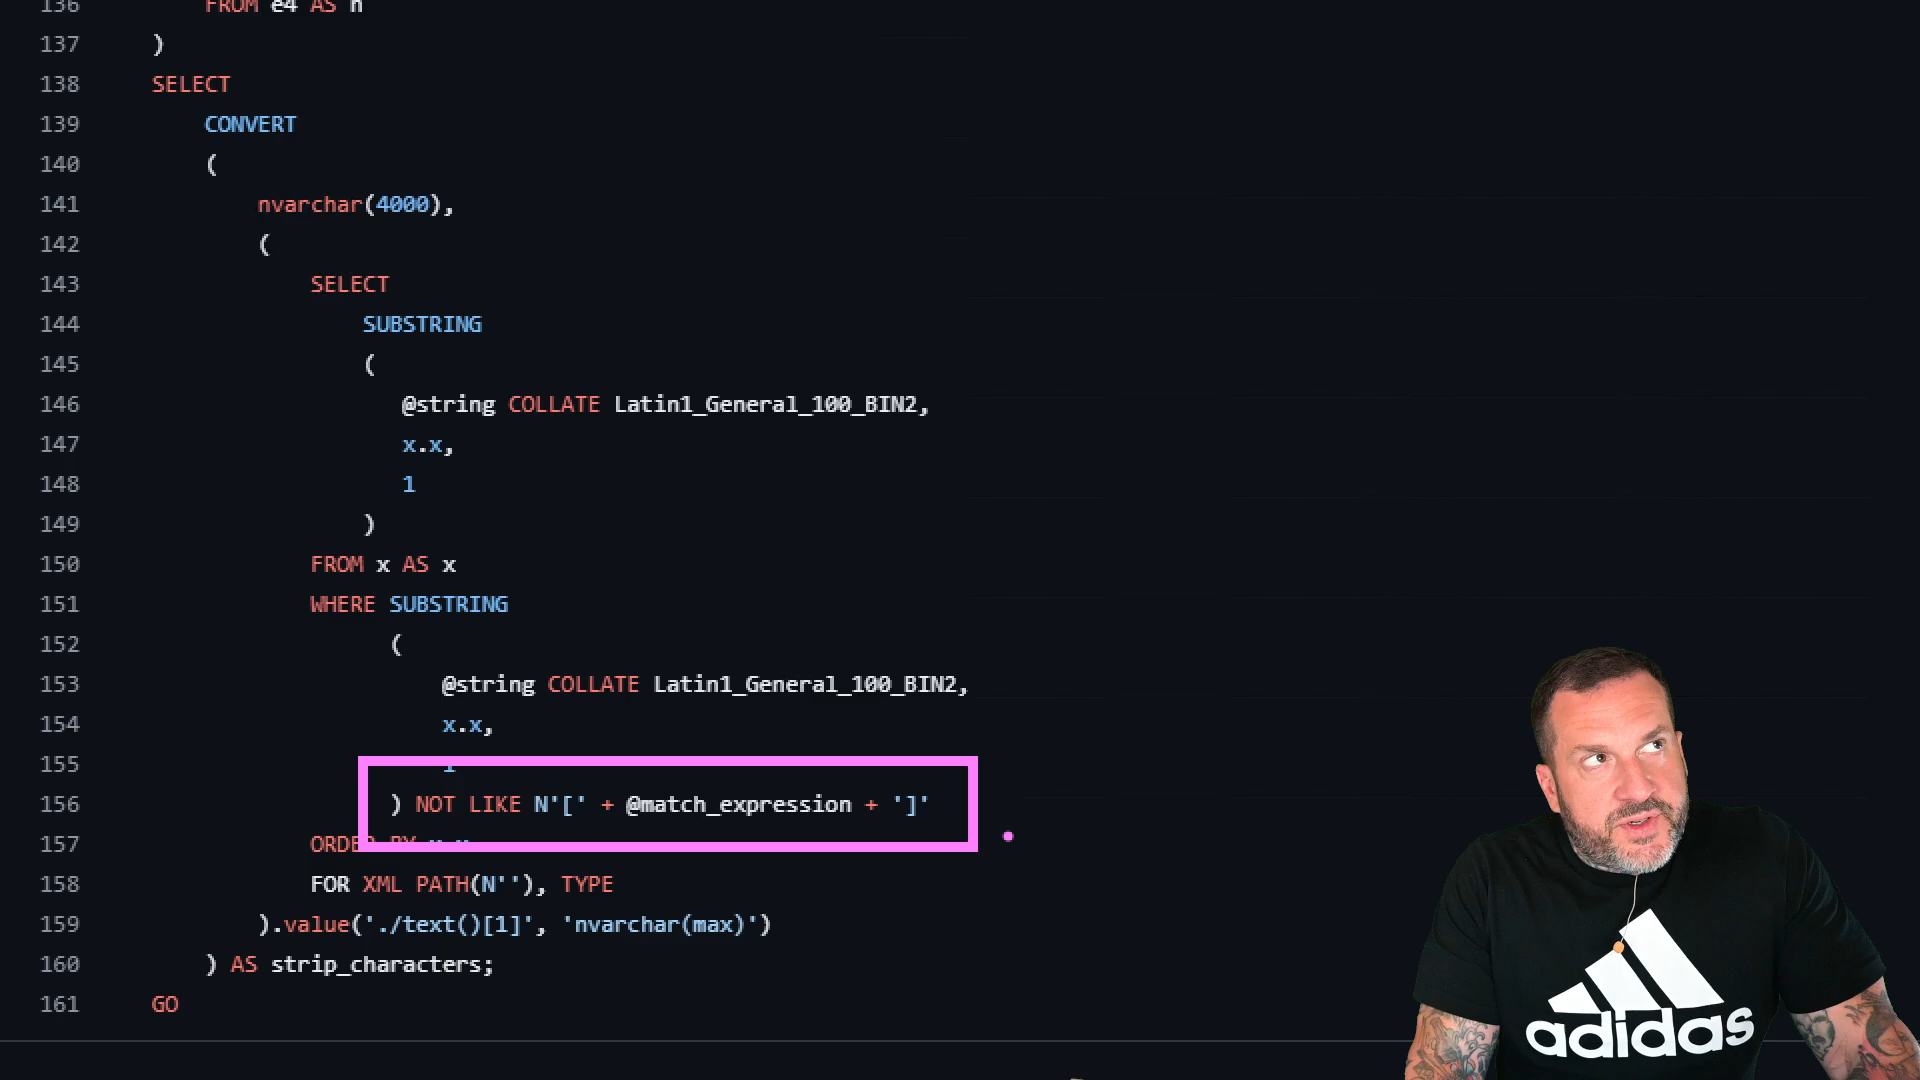 136 FROM e4 AS n
137 )
138 SELECT
139 CONVERT
140 (
141 nvarchar(4000),
142 (
143 SELECT
144 SUBSTRING
145 (
146 @string COLLATE Latin1_General_100_BIN2,
147 x.x,
148 1
149 )
150 FROM x AS x
151 WHERE SUBSTRING
152 (
153 @string COLLATE Latin1_General_100_BIN2,
154 x.x,
155 1
156 ) NOT LIKE N'[' + @match_expression + ']'
157 ORDER BY x.x
158 FOR XML PATH(N''), TYPE
159 ).value('./text()[1]', 'nvarchar(max)')
160 ) AS strip_characters;
161 GO
adidas